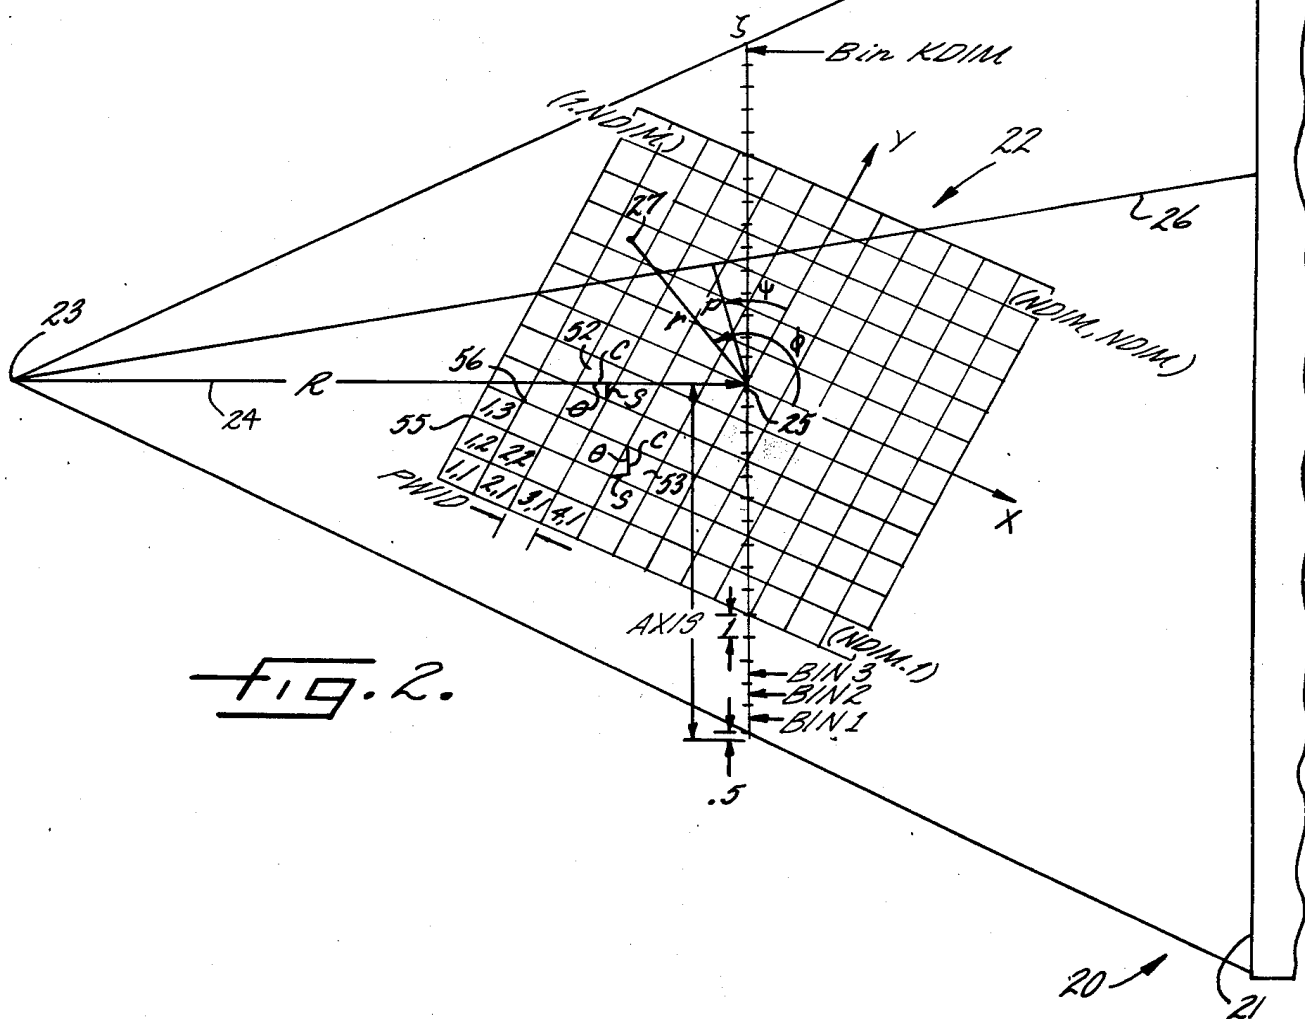 ζ
Bin KDIM
(1.NDIM)
Y
22
27
26
(NDIM, NDIM)
ψ
P
r
φ
23
52
C
56
R
S
θ
24
25
55
1,3
1,2 22
1,1 2,1 3,1 4,1
θ C
S
~53
PWID
X
AXIS
1
(NDIM.1)
BIN 3
BIN 2
BIN 1
.5
Fig. 2.
20
21